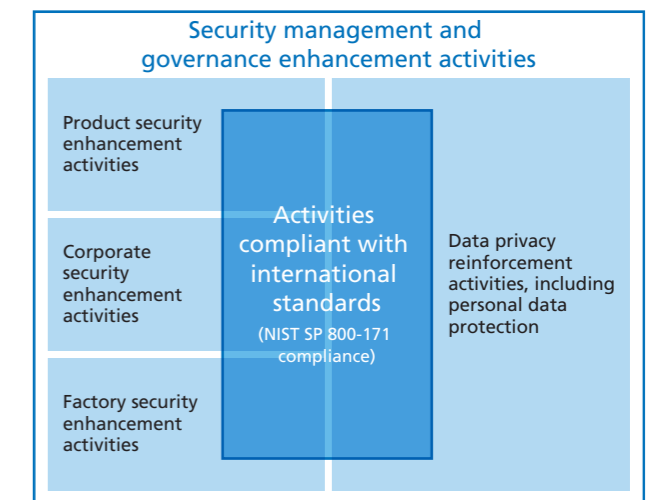 Security management and
governance enhancement activities
Product security
enhancement
activities
Corporate
security
enhancement
activities
Factory security
enhancement
activities
Activities
compliant with
international
standards
(NIST SP 800-171
compliance)
Data privacy
reinforcement
activities, including
personal data
protection